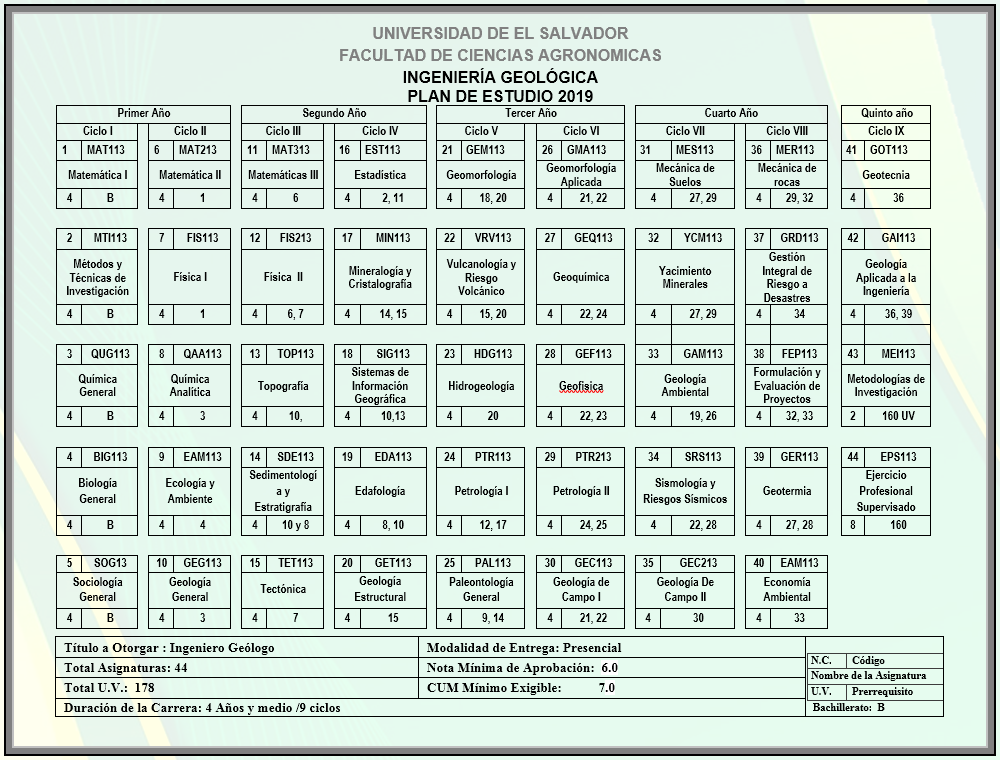 UNIVERSIDAD DE EL SALVADOR
FACULTAD DE CIENCIAS AGRONOMICAS
INGENIERÍA GEOLÓGICA
PLAN DE ESTUDIO 2019
Primer Año Segundo Año Tercer Año Cuarto Año Quinto año
Ciclo I Ciclo II Ciclo III Ciclo IV Ciclo V Ciclo VI Ciclo VII Ciclo VIII Ciclo IX
1 MAT113 6 MAT213 11 MAT313 16 EST113 21 GEM113 26 GMA113 31 MES113 36 MER113 41 GOT113
Matemática I Matemática II Matemáticas III Estadística Geomorfología Geomorfología Aplicada Mecánica de Suelos Mecánica de rocas Geotecnia
4 B 4 1 4 6 4 2, 11 4 18, 20 4 21, 22 4 27, 29 4 29, 32 4 36
2 MTI113 7 FIS113 12 FIS213 17 MIN113 22 VRV113 27 GEQ113 32 YCM113 37 GRD113 42 GAI113
Métodos y Técnicas de Investigación Física I Física II Mineralogía y Cristalografía Vulcanología y Riesgo Volcánico Geoquímica Yacimiento Minerales Gestión Integral de Riesgo a Desastres Geología Aplicada a la Ingeniería
4 B 4 1 4 6, 7 4 14, 15 4 15, 20 4 22, 24 4 27, 29 4 34 4 36, 39
3 QUG113 8 QAA113 13 TOP113 18 SIG113 23 HDG113 28 GEF113 33 GAM113 38 FEP113 43 MEI113
Química General Química Analítica Topografía Sistemas de Información Geográfica Hidrogeología Geofisica Geología Ambiental Formulación y Evaluación de Proyectos Metodologías de Investigación
4 B 4 3 4 10, 4 10,13 4 20 4 22, 23 4 19, 26 4 32, 33 2 160 UV
4 BIG113 9 EAM113 14 SDE113 19 EDA113 24 PTR113 29 PTR213 34 SRS113 39 GER113 44 EPS113
Biología General Ecología y Ambiente Sedimentologí a y Estratigrafía Edafología Petrología I Petrología II Sismología y Riesgos Sísmicos Geotermia Ejercicio Profesional Supervisado
4 B 4 4 4 10 y 8 4 8, 10 4 12, 17 4 24, 25 4 22, 28 4 27, 28 8 160
5 SOG13 10 GEG113 15 TET113 20 GET113 25 PAL113 30 GEC113 35 GEC213 40 EAM113
Sociología General Geología General Tectónica Geología Estructural Paleontología General Geología de Campo I Geología De Campo II Economía Ambiental
4 B 4 3 4 7 4 15 4 9, 14 4 21, 22 4 30 4 33
Título a Otorgar : Ingeniero Geólogo Modalidad de Entrega: Presencial
Total Asignaturas: 44 Nota Mínima de Aprobación: 6.0
Total U.V.: 178 CUM Mínimo Exigible: 7.0
Duración de la Carrera: 4 Años y medio /9 ciclos
N.C. Código
Nombre de la Asignatura
U.V. Prerrequisito
Bachillerato: B